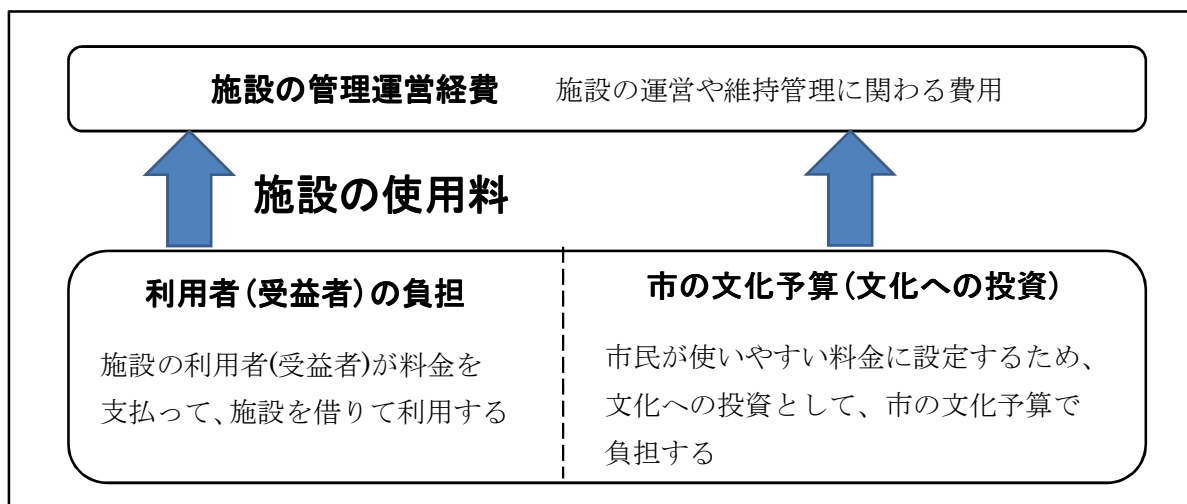 施設の管理運営経費　施設の運営や維持管理に関わる費用
施設の使用料
利用者(受益者)の負担
施設の利用者(受益者)が料金を
支払って、施設を借りて利用する
市の文化予算(文化への投資)
市民が使いやすい料金に設定するため、
文化への投資として、市の文化予算で
負担する